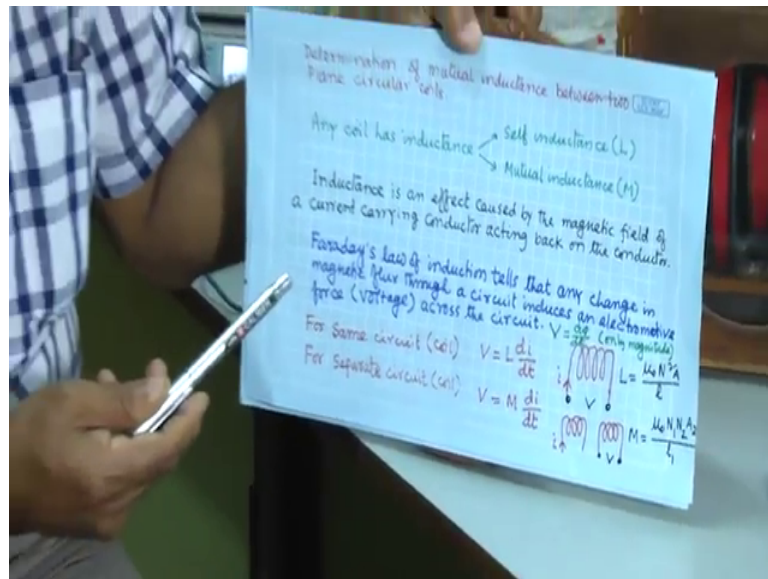 Determination of mutual inductance between two
Plane circular coils.
Any coil has inductance
Self inductance (L)
Mutual inductance (M)
Inductance is an effect caused by the magnetic field of
a current carrying conductor acting back on the conductor.
Faraday's law of induction tells that any change in
magnetic flux through a circuit induces an electromotive
force (voltage) across the circuit. V = dφ/dt (only magnitude)
For same circuit (coil) V = L di/dt
i V L = μ₀N²A/l
For separate circuit (coil) V = M di/dt
i V M = μ₀N₁N₂A₂/l₁